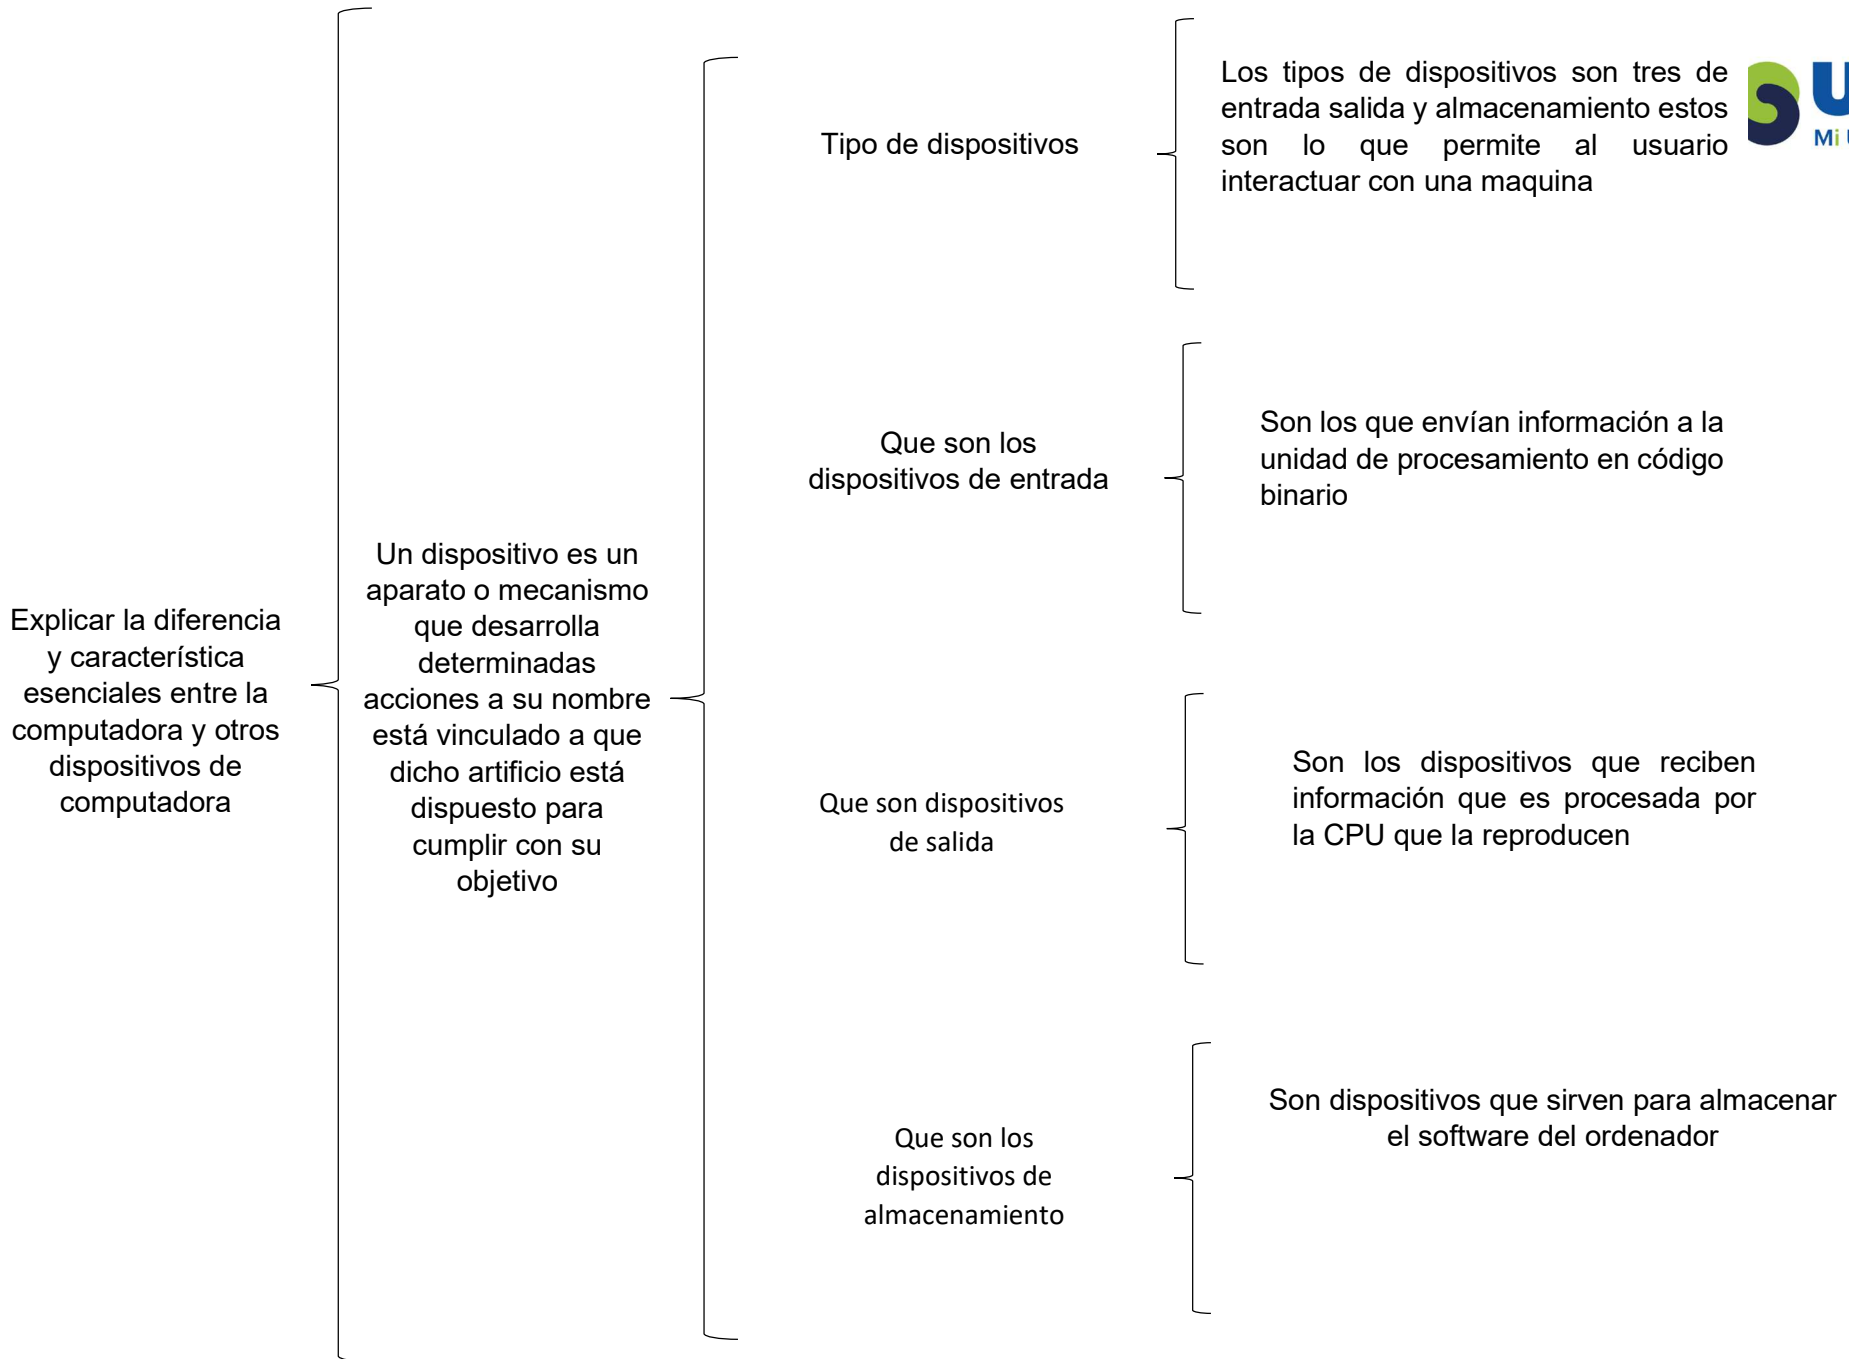 Explicar la diferencia
y característica
esenciales entre la
computadora y otros
dispositivos de
computadora
Un dispositivo es un
aparato o mecanismo
que desarrolla
determinadas
acciones a su nombre
está vinculado a que
dicho artificio está
dispuesto para
cumplir con su
objetivo
Tipo de dispositivos
Los tipos de dispositivos son tres de
entrada salida y almacenamiento estos
son lo que permite al usuario
interactuar con una maquina
Mi
Que son los
dispositivos de entrada
Son los que envían información a la
unidad de procesamiento en código
binario
Que son dispositivos
de salida
Son los dispositivos que reciben
información que es procesada por
la CPU que la reproducen
Que son los
dispositivos de
almacenamiento
Son dispositivos que sirven para almacenar
el software del ordenador